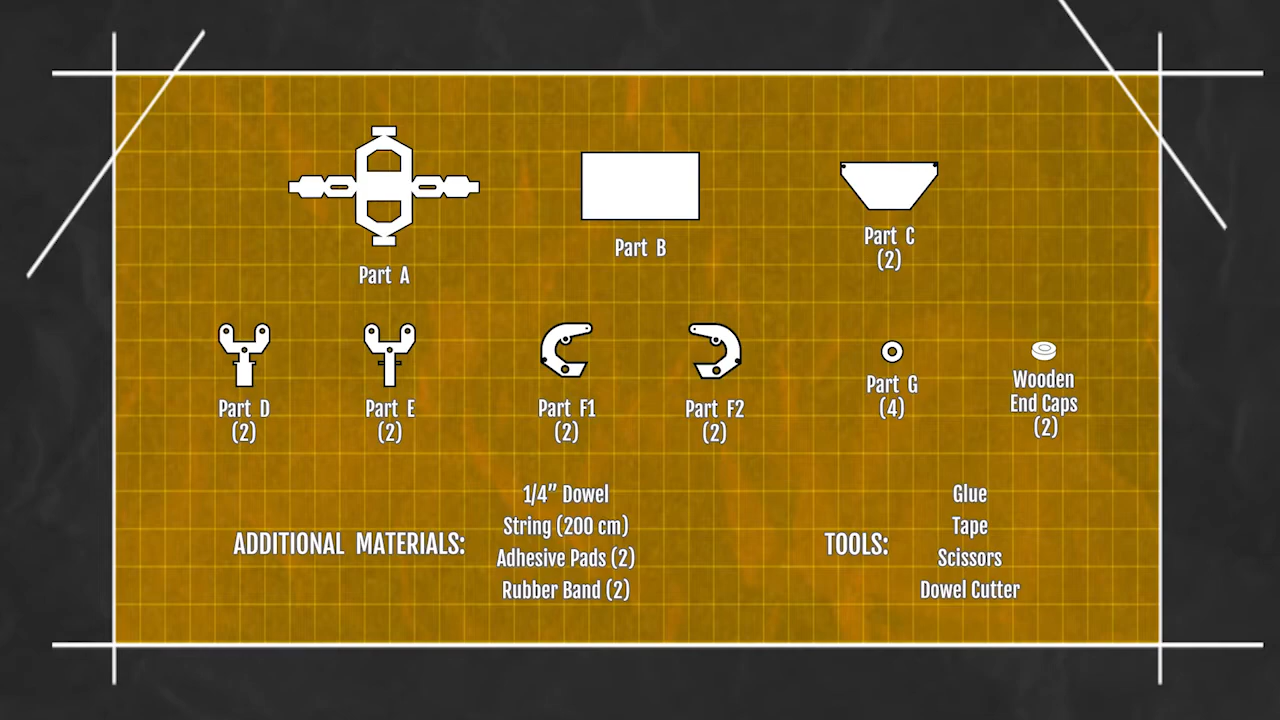 Part A
Part B
Part C
(2)
Part D
(2)
Part E
(2)
Part F1
(2)
Part F2
(2)
Part G
(4)
Wooden
End Caps
(2)
ADDITIONAL MATERIALS:
1/4” Dowel
String (200 cm)
Adhesive Pads (2)
Rubber Band (2)
TOOLS:
Glue
Tape
Scissors
Dowel Cutter